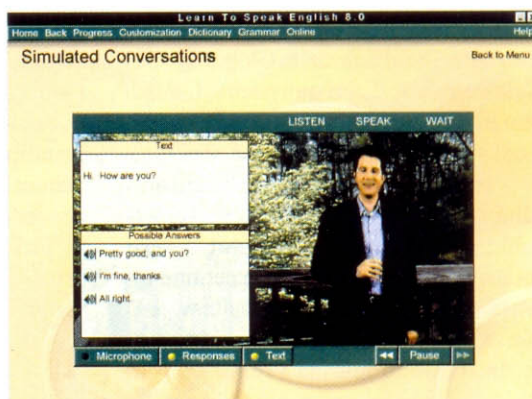 Learn To Speak English 8.0
Home Back Progress Customization Dictionary Grammar Online Help
Simulated Conversations
Back to Menu
LISTEN SPEAK WAIT
Text
Hi. How are you?
Possible Answers
Pretty good, and you?
I'm fine, thanks.
All right.
Microphone Responses Text Pause